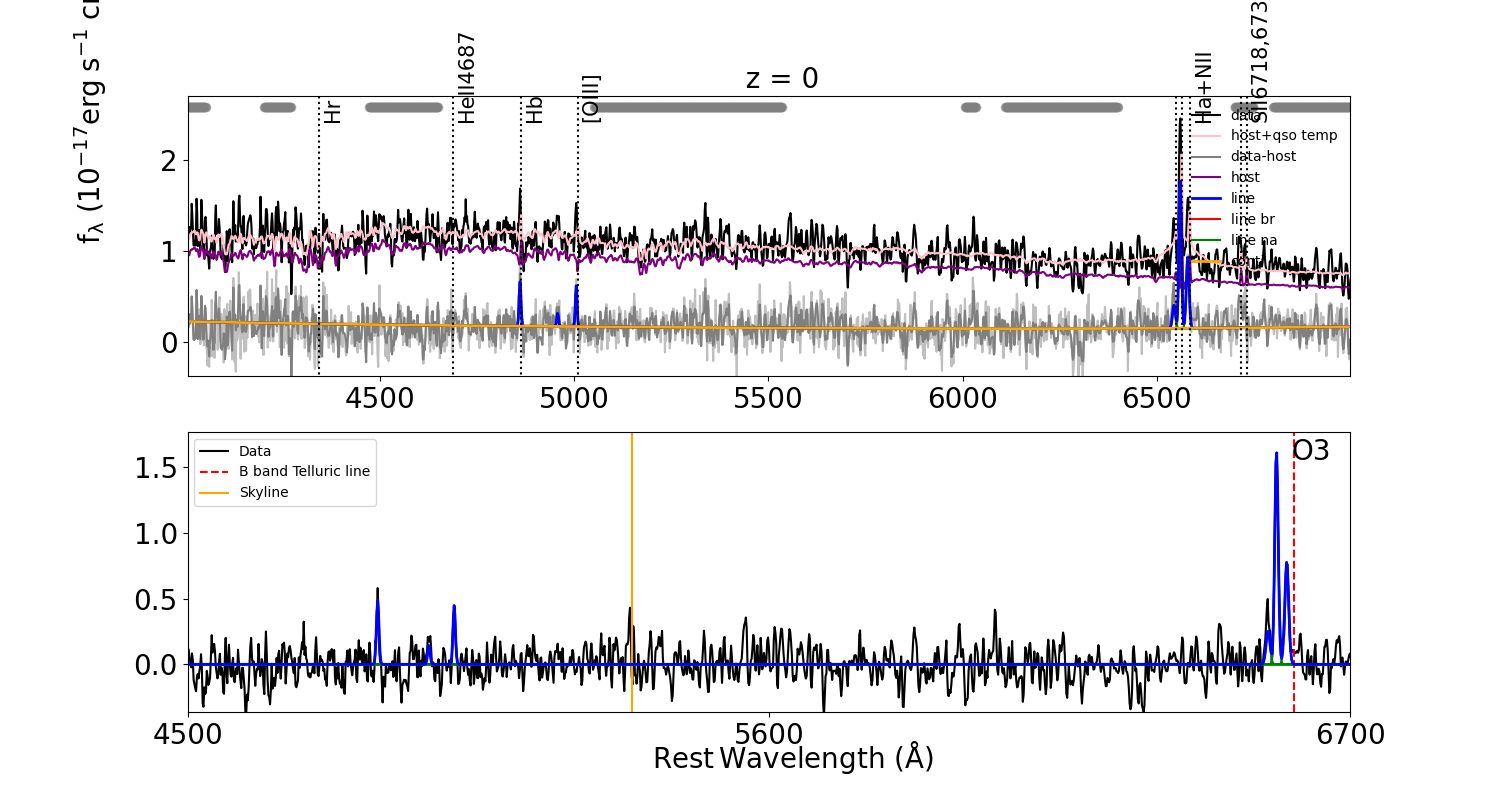 z = 0
f_λ (10^−17 erg s^−1 c
Hr
HeII4687
Hb
[OIII]
Ha+NII
SII6718,673
data
host+qso temp
data-host
host
line
line br
line na
cont
2
1
0
4500 5000 5500 6000 6500
Data
B band Telluric line
Skyline
O3
1.5
1.0
0.5
0.0
4500 5600 6700
Rest Wavelength (Å)